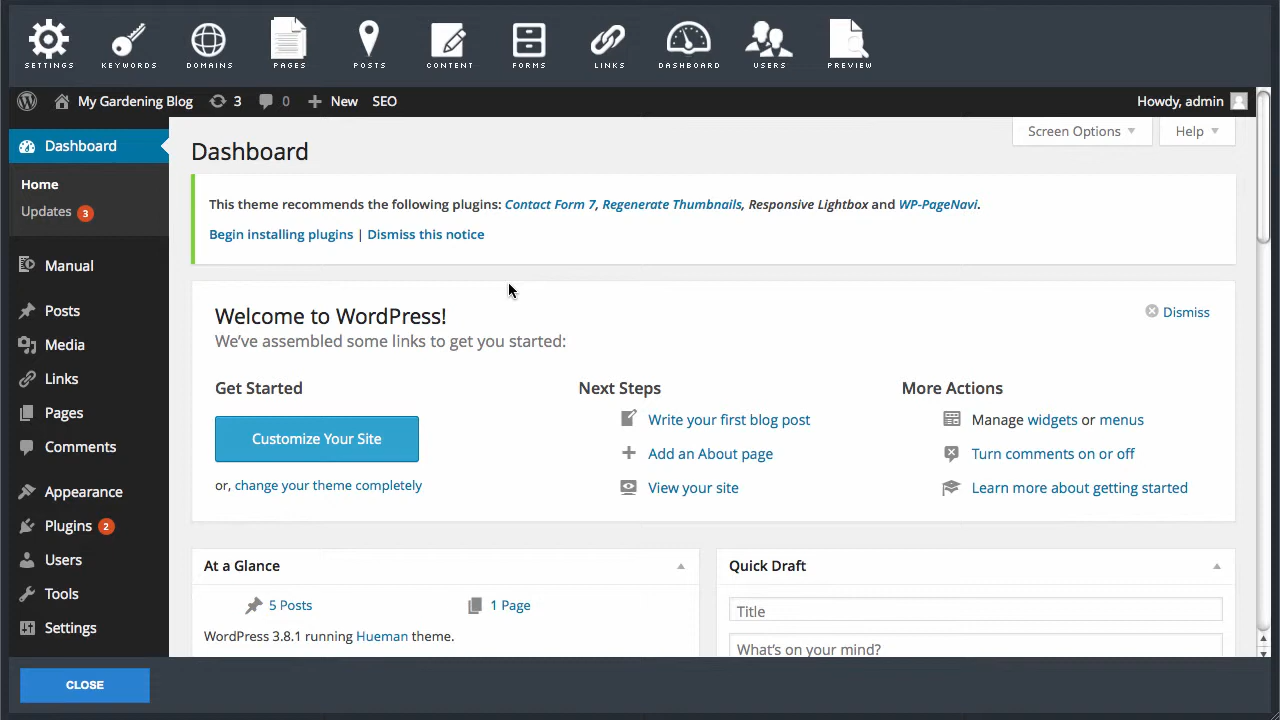 SETTINGS KEYWORDS DOMAINS PAGES POSTS CONTENT FORMS LINKS DASHBOARD USERS PREVIEW
My Gardening Blog 3 0 New SEO Howdy, admin
Screen Options Help
Dashboard
Home
Updates 3
Manual
Posts
Media
Links
Pages
Comments
Appearance
Plugins 2
Users
Tools
Settings
Dashboard
This theme recommends the following plugins: Contact Form 7, Regenerate Thumbnails, Responsive Lightbox and WP-PageNavi.
Begin installing plugins | Dismiss this notice
Welcome to WordPress!
Dismiss
We've assembled some links to get you started:
Get Started
Customize Your Site
or, change your theme completely
Next Steps
Write your first blog post
Add an About page
View your site
More Actions
Manage widgets or menus
Turn comments on or off
Learn more about getting started
At a Glance
5 Posts 1 Page
WordPress 3.8.1 running Hueman theme.
Quick Draft
Title
What's on your mind?
CLOSE